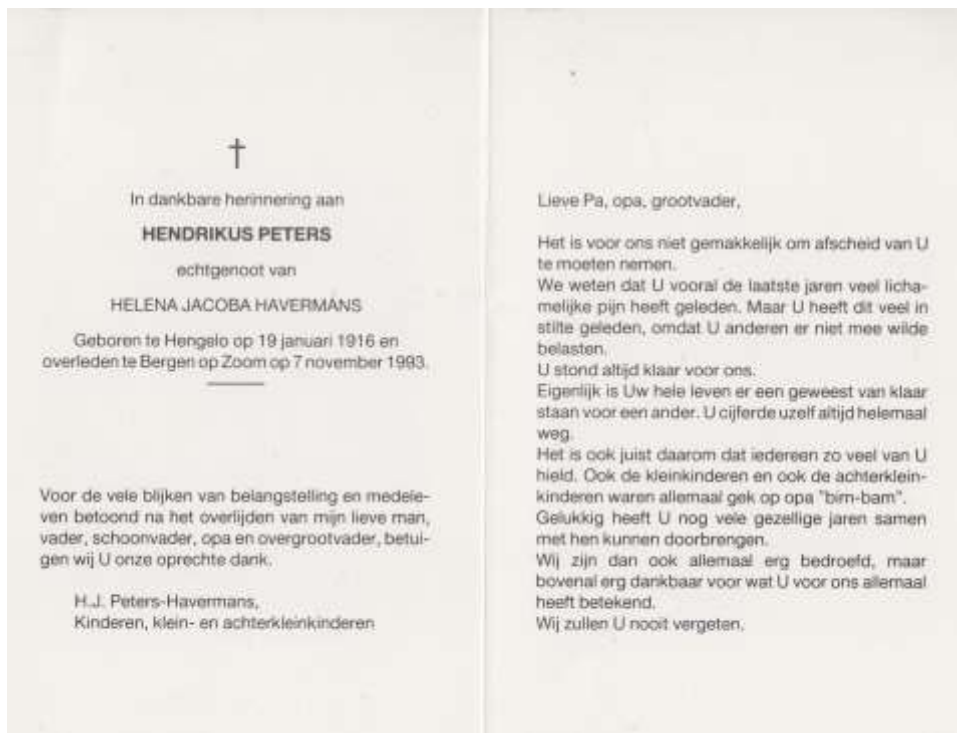 In dankbare herinnering aan
HENDRIKUS PETERS
echtgenoot van
HELENA JACOBA HAVERMANS
Geboren te Hengelo op 19 januari 1916 en
overleden te Bergen op Zoom op 7 november 1993.
Voor de vele blijken van belangstelling en medele-
ven betoond na het overlijden van mijn lieve man,
vader, schoonvader, opa en overgrootvader, betui-
gen wij U onze oprechte dank.
H.J. Peters-Havermans,
Kinderen, klein- en achterkleinkinderen
Lieve Pa, opa, grootvader,
Het is voor ons niet gemakkelijk om afscheid van U
te moeten nemen.
We weten dat U vooral de laatste jaren veel licha-
melijke pijn heeft geleden. Maar U heeft dit veel in
stilte geleden, omdat U anderen er niet mee wilde
belasten.
U stond altijd klaar voor ons.
Eigenlijk is Uw hele leven er een geweest van klaar
staan voor een ander. U cijferde uzelf altijd helemaal
weg.
Het is ook juist daarom dat iedereen zo veel van U
hield. Ook de kleinkinderen en ook de achterklein-
kinderen waren allemaal gek op opa "bim-bam".
Gelukkig heeft U nog vele gezellige jaren samen
met hen kunnen doorbrengen.
Wij zijn dan ook allemaal erg bedroefd, maar
bovenal erg dankbaar voor wat U voor ons allemaal
heeft betekend.
Wij zullen U nooit vergeten.